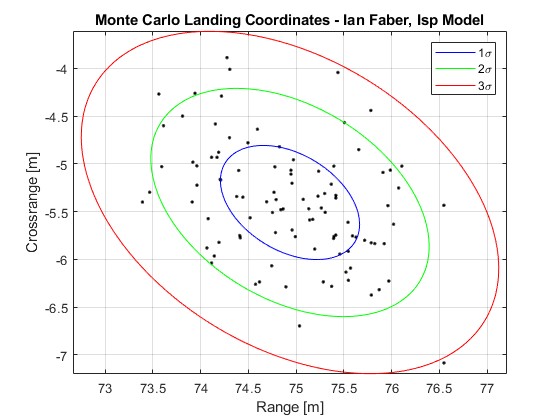 Monte Carlo Landing Coordinates - Ian Faber, Isp Model
1σ
2σ
3σ
-4
-4.5
-5
-5.5
-6
-6.5
-7
Crossrange [m]
73 73.5 74 74.5 75 75.5 76 76.5 77
Range [m]